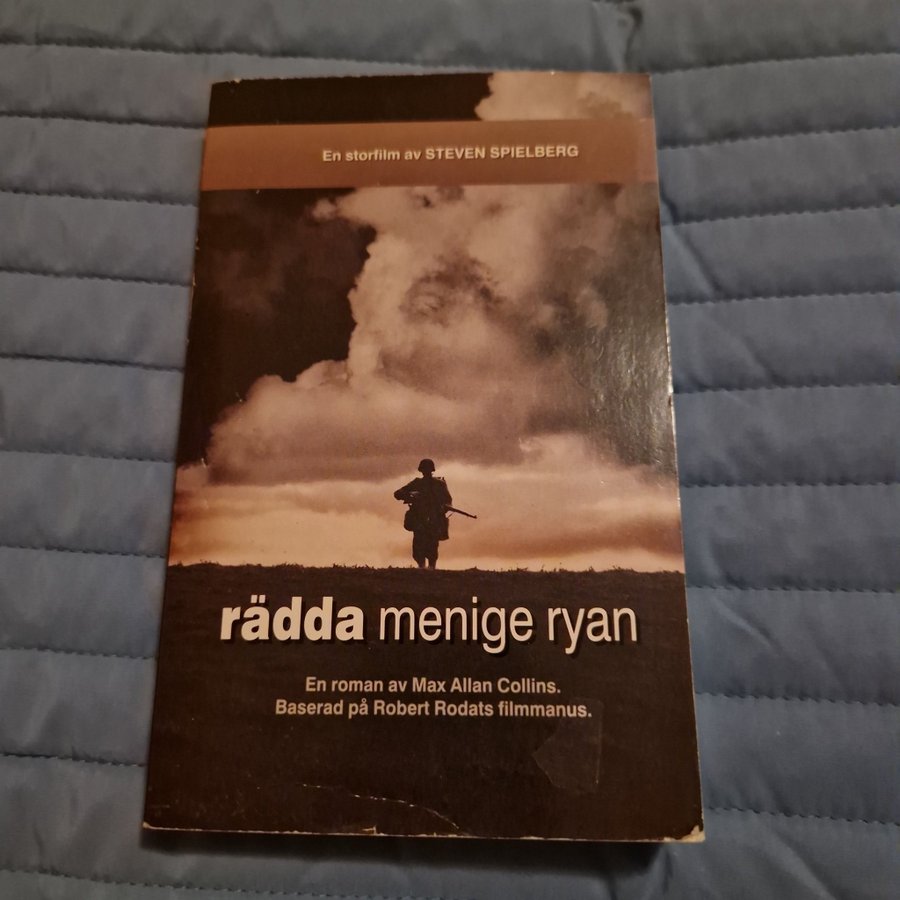 En storfilm av STEVEN SPIELBERG
rädda menige ryan
En roman av Max Allan Collins.
Baserad på Robert Rodats filmmanus.